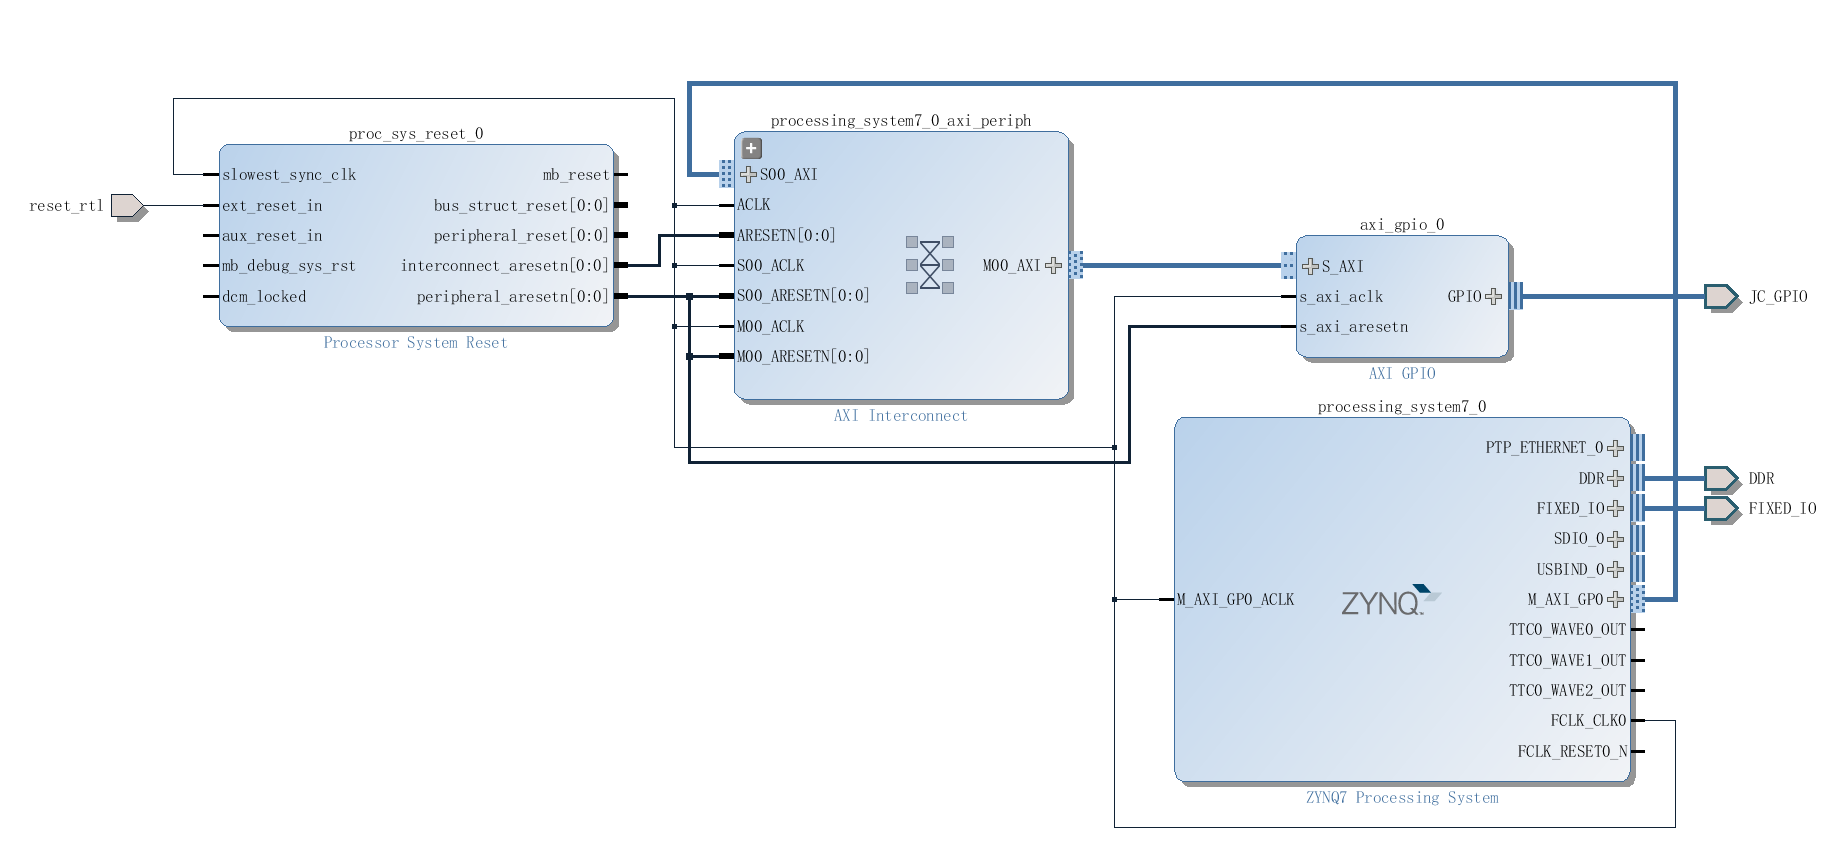 reset_rtl
proc_sys_reset_0
slowest_sync_clk
ext_reset_in
aux_reset_in
mb_debug_sys_rst
dcm_locked
mb_reset
bus_struct_reset[0:0]
peripheral_reset[0:0]
interconnect_aresetn[0:0]
peripheral_aresetn[0:0]
Processor System Reset
processing_system7_0_axi_periph
S00_AXI
ACLK
ARESETN[0:0]
S00_ACLK
S00_ARESETN[0:0]
M00_ACLK
M00_ARESETN[0:0]
M00_AXI
AXI Interconnect
axi_gpio_0
S_AXI
s_axi_aclk
s_axi_aresetn
GPIO
AXI GPIO
processing_system7_0
M_AXI_GP0_ACLK
ZYNQ
PTP_ETHERNET_0
DDR
FIXED_IO
SDIO_0
USBIND_0
M_AXI_GP0
TTC0_WAVE0_OUT
TTC0_WAVE1_OUT
TTC0_WAVE2_OUT
FCLK_CLK0
FCLK_RESET0_N
ZYNQ7 Processing System
JC_GPIO
DDR
FIXED_IO